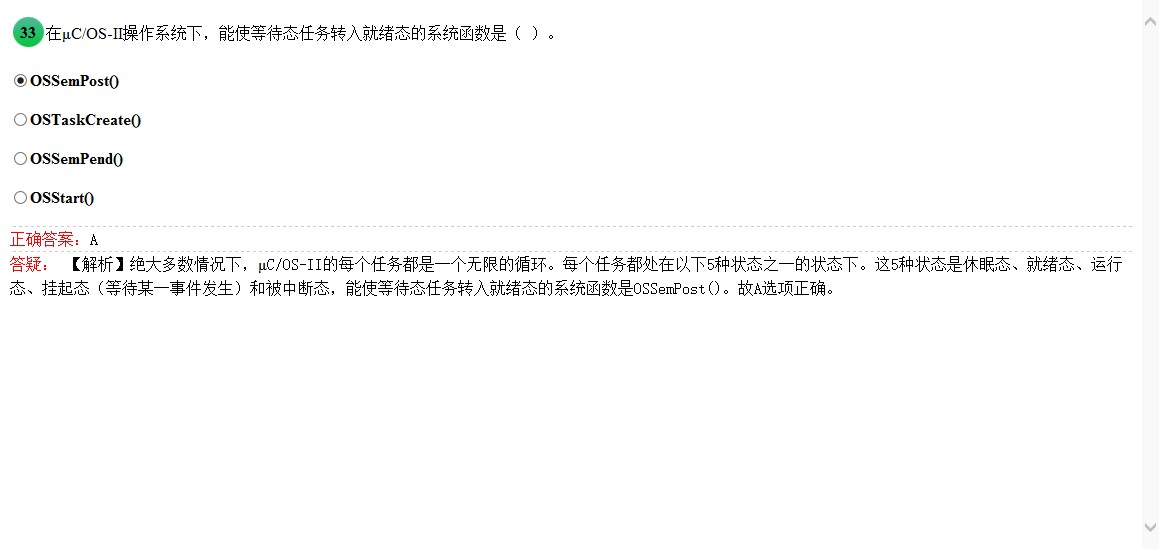 33 在μC/OS-II操作系统下，能使等待态任务转入就绪态的系统函数是（ ）。
OSSemPost()
OSTaskCreate()
OSSemPend()
OSStart()
正确答案：A
答疑：【解析】绝大多数情况下，μC/OS-II的每个任务都是一个无限的循环。每个任务都处在以下5种状态之一的状态下。这5种状态是休眠态、就绪态、运行
态、挂起态（等待某一事件发生）和被中断态，能使等待态任务转入就绪态的系统函数是OSSemPost()。故A选项正确。